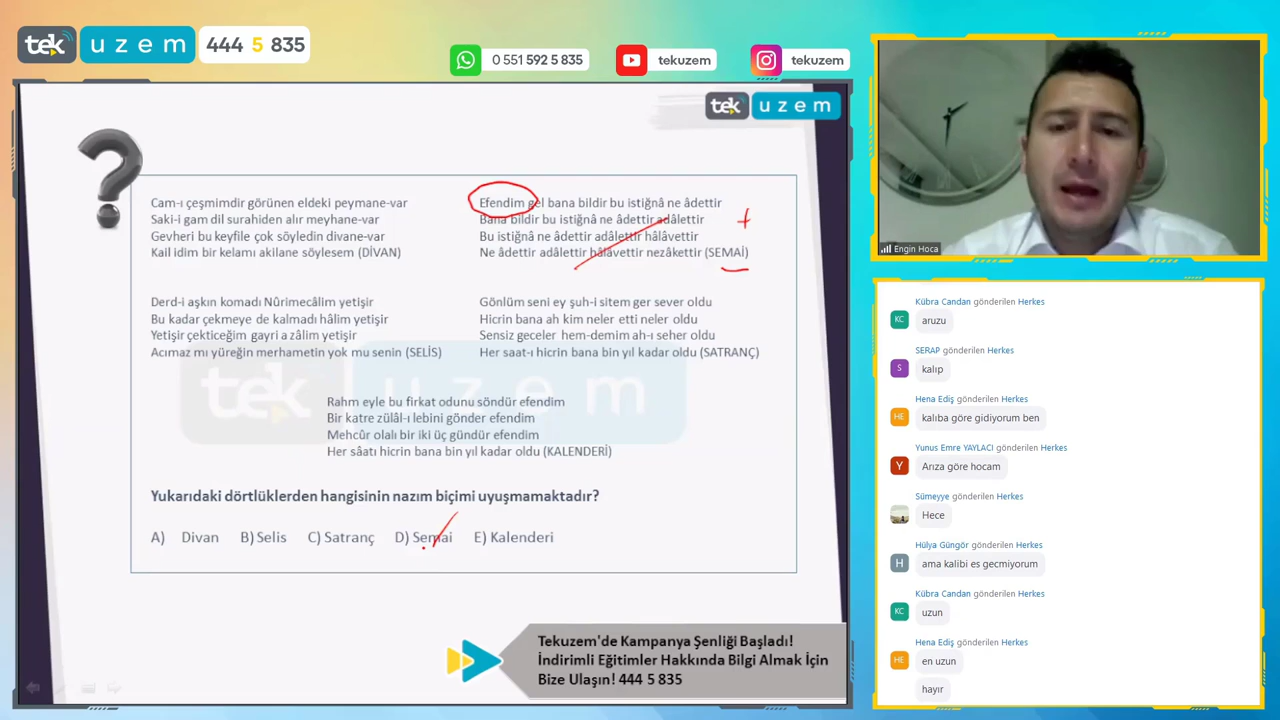 tek uzem 444 5 835
0 551 592 5 835
tekuzem
tekuzem
tek uzem
Cam-ı çeşmimdir görünen eldeki peymane-var
Saki-i gam dil surahiden alır meyhane-var
Gevheri bu keyfile çok söyledin divane-var
Kail idim bir kelamı akilane söylesem (DİVAN)
Efendim gel bana bildir bu istiğnâ ne âdettir
Bana bildir bu istiğnâ ne âdettir adâlettir
Bu istiğnâ ne âdettir adâlettir hâlâvettir
Ne âdettir adâlettir hâlâvettir nezâkettir (SEMAİ)
Derd-i aşkın komadı Nûrimecâlim yetişir
Bu kadar çekmeye de kalmadı hâlim yetişir
Yetişir çekticeğim gayri a zâlim yetişir
Acımaz mı yüreğin merhametin yok mu senin (SELİS)
Gönlüm seni ey şuh-i sitem ger sever oldu
Hicrin bana ah kim neler etti neler oldu
Sensiz geceler hem-demim ah-ı seher oldu
Her saat-ı hicrin bana bin yıl kadar oldu (SATRANÇ)
tek uzem
Rahm eyle bu firkat odunu söndür efendim
Bir katre zülâl-ı lebini gönder efendim
Mehcûr olalı bir iki üç gündür efendim
Her sâatı hicrin bana bin yıl kadar oldu (KALENDERİ)
Yukarıdaki dörtlüklerden hangisinin nazım biçimi uyuşmamaktadır?
A) Divan B) Selis C) Satranç D) Semai E) Kalenderi
Tekuzem'de Kampanya Şenliği Başladı!
İndirimli Eğitimler Hakkında Bilgi Almak İçin
Bize Ulaşın! 444 5 835
Engin Hoca
Kübra Candan gönderilen Herkes
KC aruzu
SERAP gönderilen Herkes
S kalıp
Hena Ediş gönderilen Herkes
HE kalıba göre gidiyorum ben
Yunus Emre YAYLACI gönderilen Herkes
Y Arıza göre hocam
Sümeyye gönderilen Herkes
Hece
Hülya Güngör gönderilen Herkes
H ama kalibi es gecmiyorum
Kübra Candan gönderilen Herkes
KC uzun
Hena Ediş gönderilen Herkes
HE en uzun
hayır